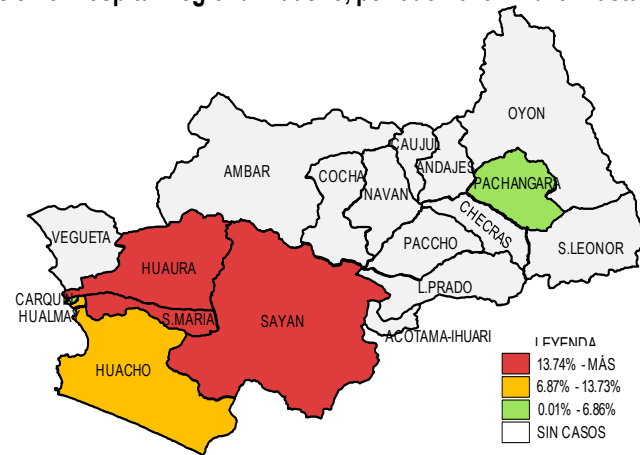 OYON
CAUJUL
AMBAR
COCHA
ANDAJES
NAVAN
PACHANGARA
CHECRAS
VEGUETA
PACCHO
S.LEONOR
HUAURA
L.PRADO
CARQUIN
HUALMAY
S.MARIA
SAYAN
ACOTAMA-IHUARI
HUACHO
LEYENDA
13.74% - MÁS
6.87% - 13.73%
0.01% - 6.86%
SIN CASOS